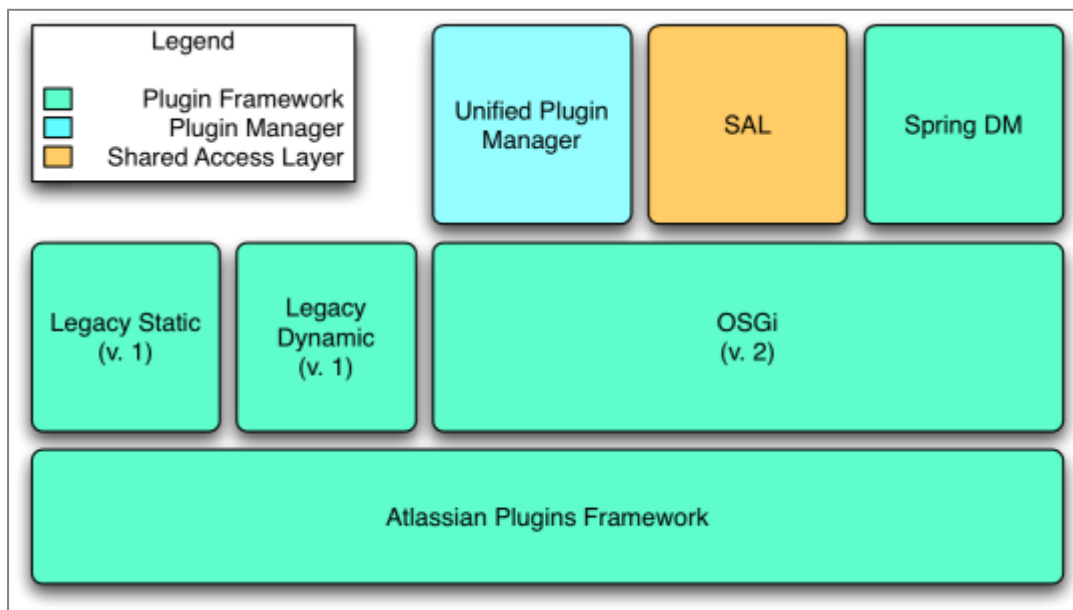 Legend
Plugin Framework
Plugin Manager
Shared Access Layer
Unified Plugin
Manager
SAL
Spring DM
Legacy Static
(v. 1)
Legacy
Dynamic
(v. 1)
OSGi
(v. 2)
Atlassian Plugins Framework